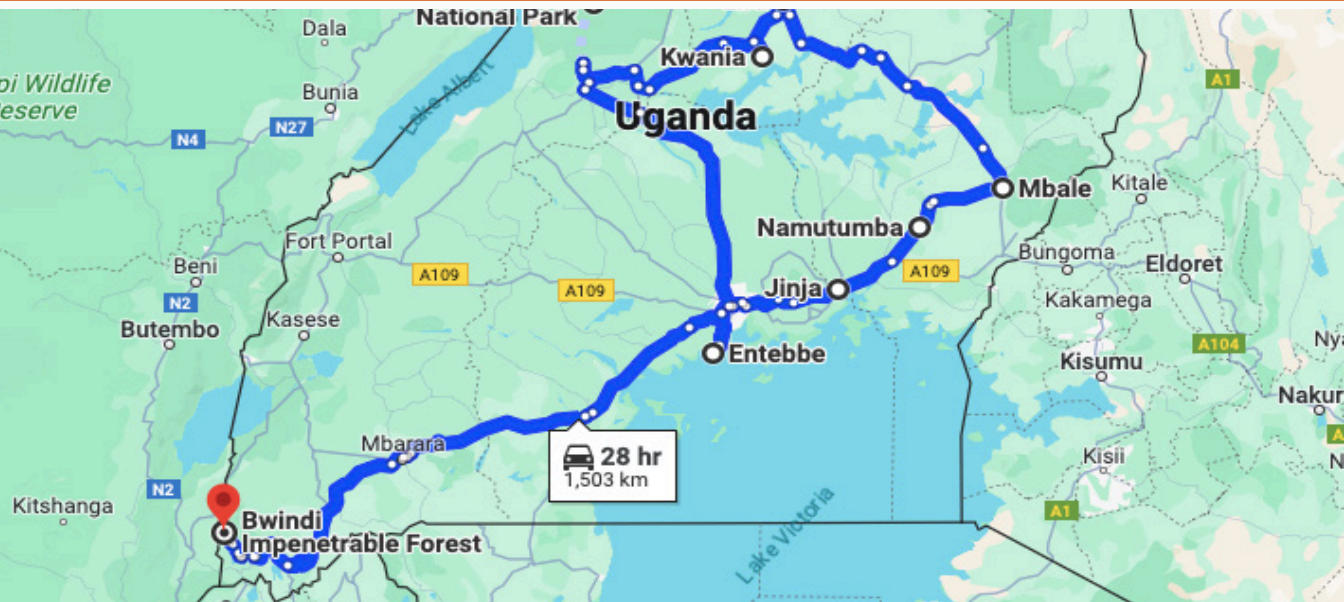 National Park
Dala
Kwania
A1
pi Wildlife
eserve
Bunia
Lake Albert
N27
Uganda
N4
Mbale
Kitale
Namutumba
Fort Portal
Bungoma
Eldoret
Beni
A109
A109
A109
Jinja
N2
Kakamega
Butembo
Kasese
A104
Nya
Entebbe
Kisumu
Nakur
Mbarara
A
28 hr
1,503 km
Kisii
N
N2
Kitshanga
A1
Bwindi
Impenetrable Forest
Lake Victoria